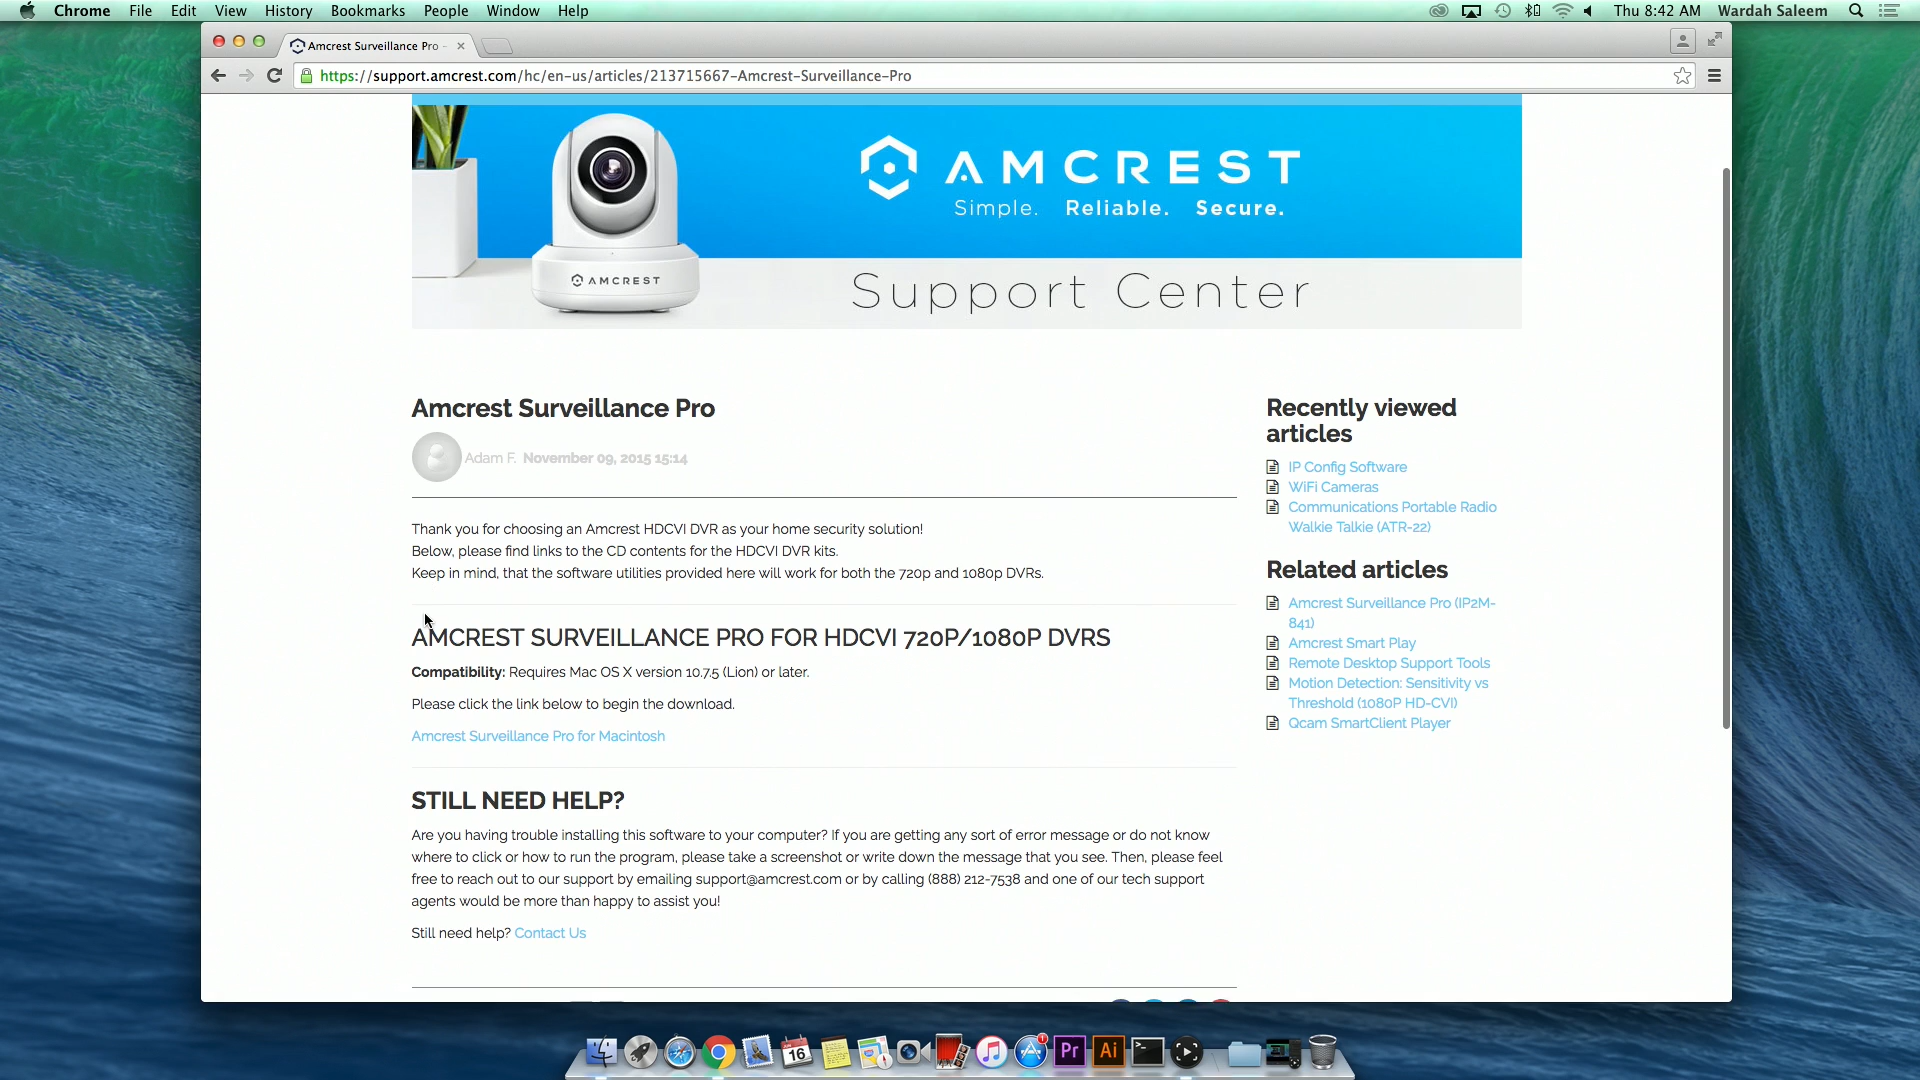 Chrome File Edit View History Bookmarks People Window Help Thu 8:42 AM Wardah Saleem
Amcrest Surveillance Pro -
https://support.amcrest.com/hc/en-us/articles/213715667-Amcrest-Surveillance-Pro
AMCREST
Simple. Reliable. Secure.
AMCREST
Support Center
Amcrest Surveillance Pro
Adam F. November 09, 2015 15:14
Thank you for choosing an Amcrest HDCVI DVR as your home security solution!
Below, please find links to the CD contents for the HDCVI DVR kits.
Keep in mind, that the software utilities provided here will work for both the 720p and 1080p DVRs.
AMCREST SURVEILLANCE PRO FOR HDCVI 720P/1080P DVRS
Compatibility: Requires Mac OS X version 10.7.5 (Lion) or later.
Please click the link below to begin the download.
Amcrest Surveillance Pro for Macintosh
STILL NEED HELP?
Are you having trouble installing this software to your computer? If you are getting any sort of error message or do not know
where to click or how to run the program, please take a screenshot or write down the message that you see. Then, please feel
free to reach out to our support by emailing support@amcrest.com or by calling (888) 212-7538 and one of our tech support
agents would be more than happy to assist you!
Still need help? Contact Us
Recently viewed
articles
IP Config Software
WiFi Cameras
Communications Portable Radio
Walkie Talkie (ATR-22)
Related articles
Amcrest Surveillance Pro (IP2M-
841)
Amcrest Smart Play
Remote Desktop Support Tools
Motion Detection: Sensitivity vs
Threshold (1080P HD-CVI)
Qcam SmartClient Player
16
1
Pr
Ai